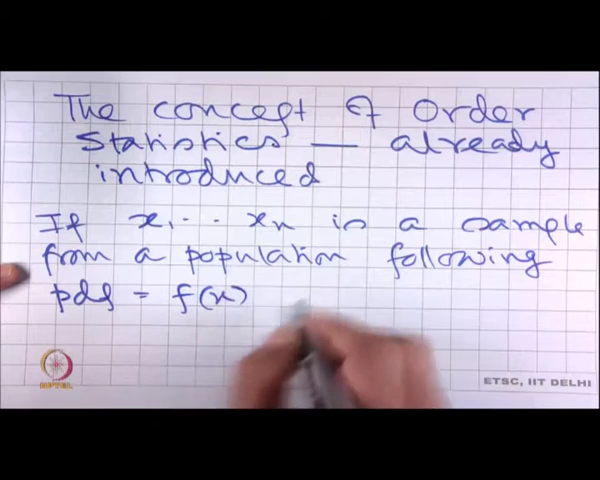 The concept of Order
Statistics — already
introduced
If x1 .. xn is a sample
from a population following
pdf = f(x)
NPTEL
ETSC, IIT DELHI